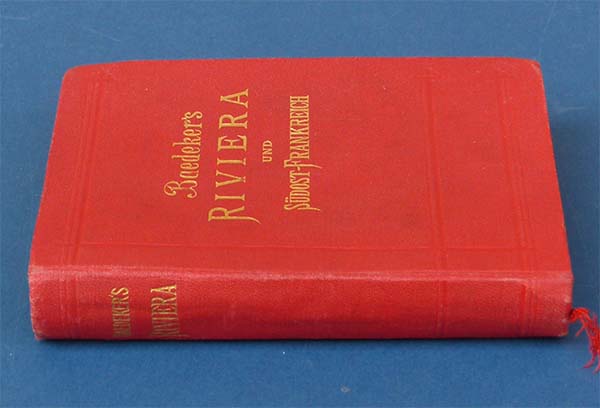 Baedeker's
RIVIERA
UND
SÜDOST-FRANKREICH
BAEDEKER'S
RIVIERA